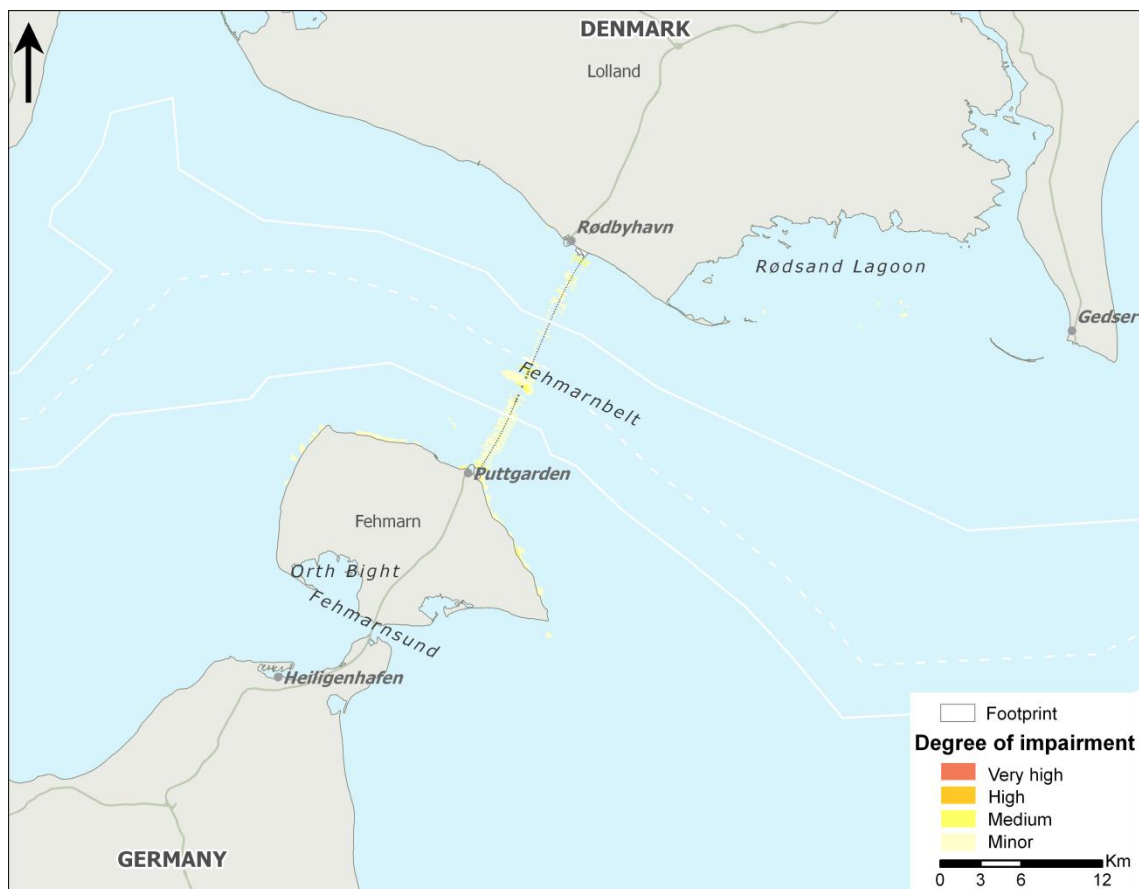 DENMARK
Lolland
Rødbyhavn
Rødsand Lagoon
Gedser
Fehmarnbelt
Puttgarden
Fehmarn
Orth Bight
Fehmarnsund
Heiligenhafen
GERMANY
Footprint
Degree of impairment
Very high
High
Medium
Minor
Km
0 3 6 12